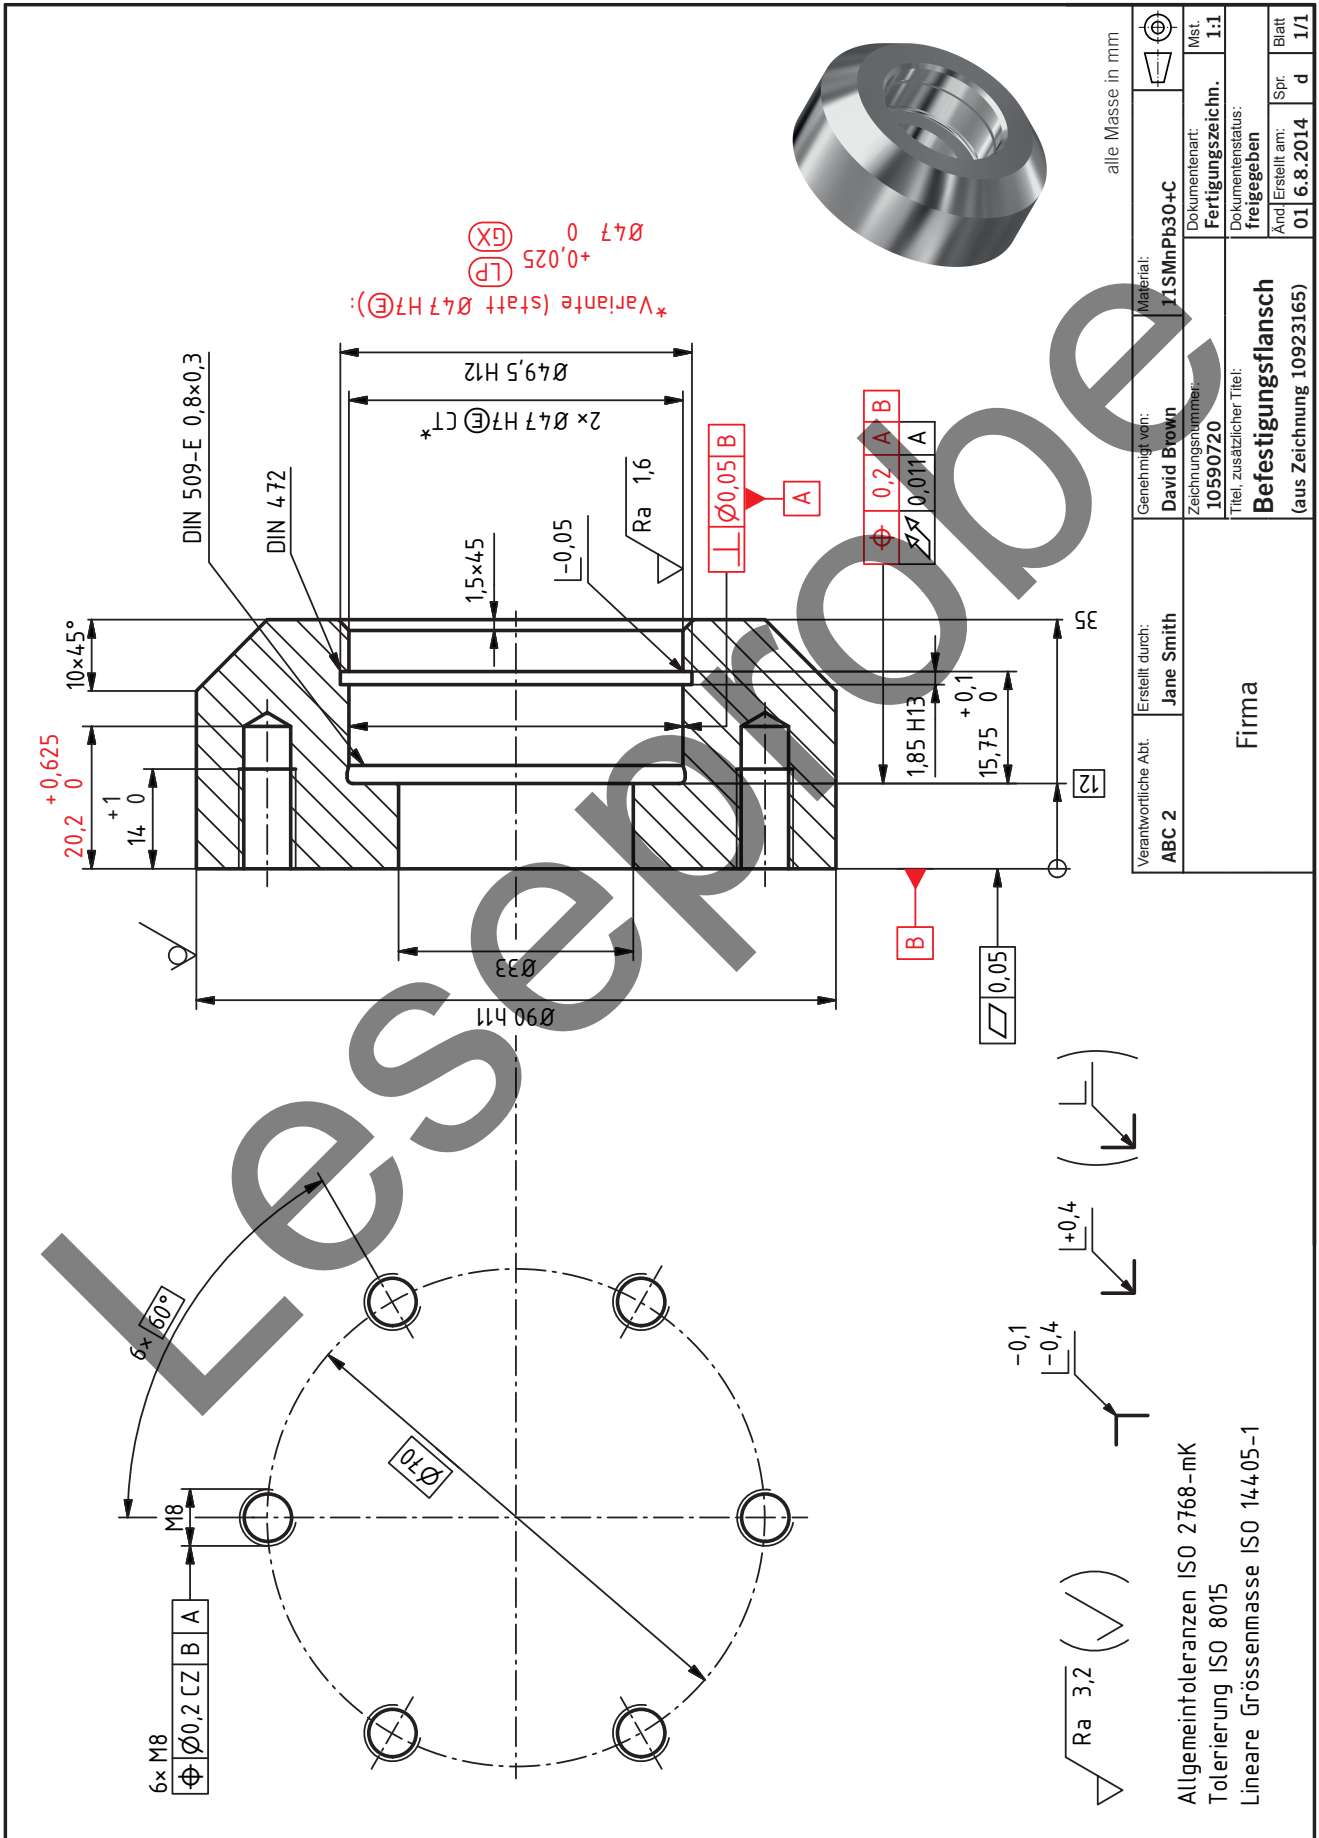 6× M8
Ø0,2 CZ B A
M8
6× 60°
Ø70
Ø90 h11
Ø33
20,2 +0,625 0
14 +1 0
10×45°
DIN 509-E 0,8×0,3
DIN 472
1,5×45
2× Ø47 H7 Ⓔ CT *
Ø49,5 H12
*Variante (statt Ø47 H7Ⓔ):
Ø47 +0,025 0 LP GX
-0,05
Ra 1,6
Ø0,05 B
A
0,2 A B
0,011 A
1,85 H13
15,75 +0,1 0
12
35
B
0,05
Ra 3,2
-0,1
-0,4
+0,4
Allgemeintoleranzen ISO 2768-mK
Tolerierung ISO 8015
Lineare Grössenmasse ISO 14405-1
alle Masse in mm
Verantwortliche Abt.
ABC 2
Erstellt durch:
Jane Smith
Genehmigt von:
David Brown
Material:
11SMnPb30+C
Firma
Zeichnungsnummer:
10590720
Dokumentenart:
Fertigungszeichn.
Mst.
1:1
Titel, zusätzlicher Titel:
Befestigungsflansch
(aus Zeichnung 10923165)
Dokumentenstatus:
freigegeben
Änd.
01
Erstellt am:
6.8.2014
Spr.
d
Blatt
1/1
Leseprobe